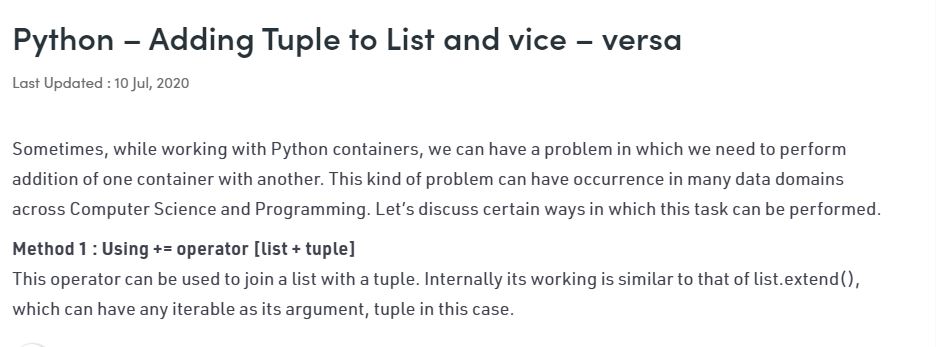 Python – Adding Tuple to List and vice – versa
Last Updated : 10 Jul, 2020
Sometimes, while working with Python containers, we can have a problem in which we need to perform
addition of one container with another. This kind of problem can have occurrence in many data domains
across Computer Science and Programming. Let’s discuss certain ways in which this task can be performed.
Method 1 : Using += operator [list + tuple]
This operator can be used to join a list with a tuple. Internally its working is similar to that of list.extend(),
which can have any iterable as its argument, tuple in this case.